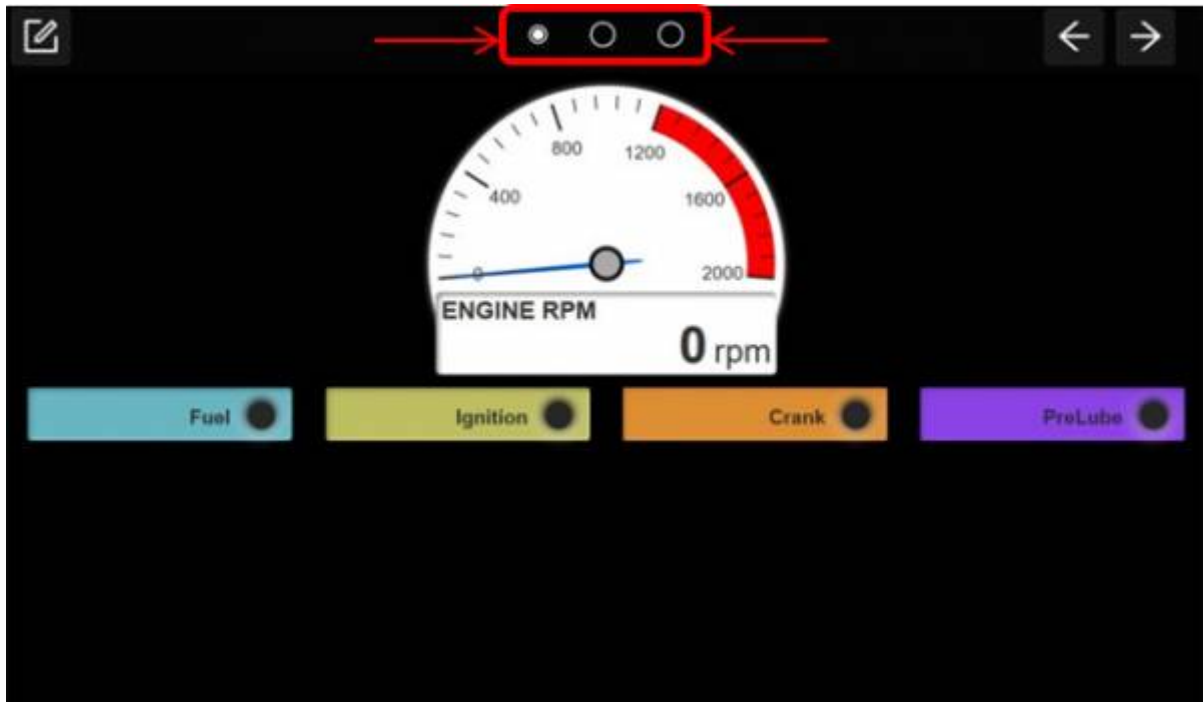 800
1200
400
1600
0
2000
ENGINE RPM
0 rpm
Fuel
Ignition
Crank
PreLube